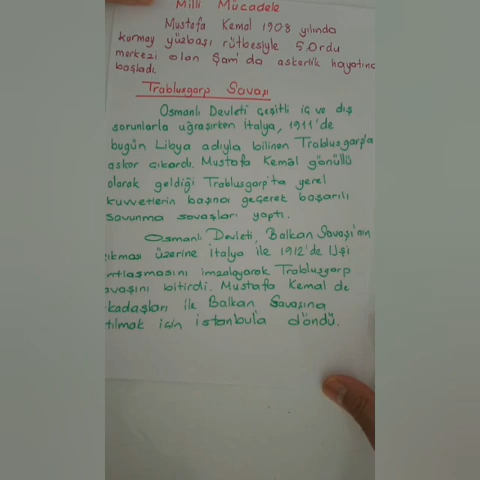 Milli Mücadele
Mustafa Kemal 1908 yılında
kurmay yüzbaşı rütbesiyle 5.Ordu
merkezi olan Şam'da askerlik hayatına
başladı.
Trablusgarp Savaşı
Osmanlı Devleti çeşitli iç ve dış
sorunlarla uğraşırken İtalya, 1911'de
bugün Libya adıyla bilinen Trablusgarp'a
asker çıkardı. Mustafa Kemal gönüllü
olarak geldiği Trablusgarp'ta yerel
kuvvetlerin başına geçerek başarılı
savunma savaşları yaptı.
Osmanlı Devleti, Balkan Savaşı'nın
çıkması üzerine İtalya ile 1912'de Uşi
ntlaşmasını imzalayarak Trablusgarp
avaşını bitirdi. Mustafa Kemal de
kadaşları ile Balkan Savaşına
tılmak için İstanbul'a döndü.